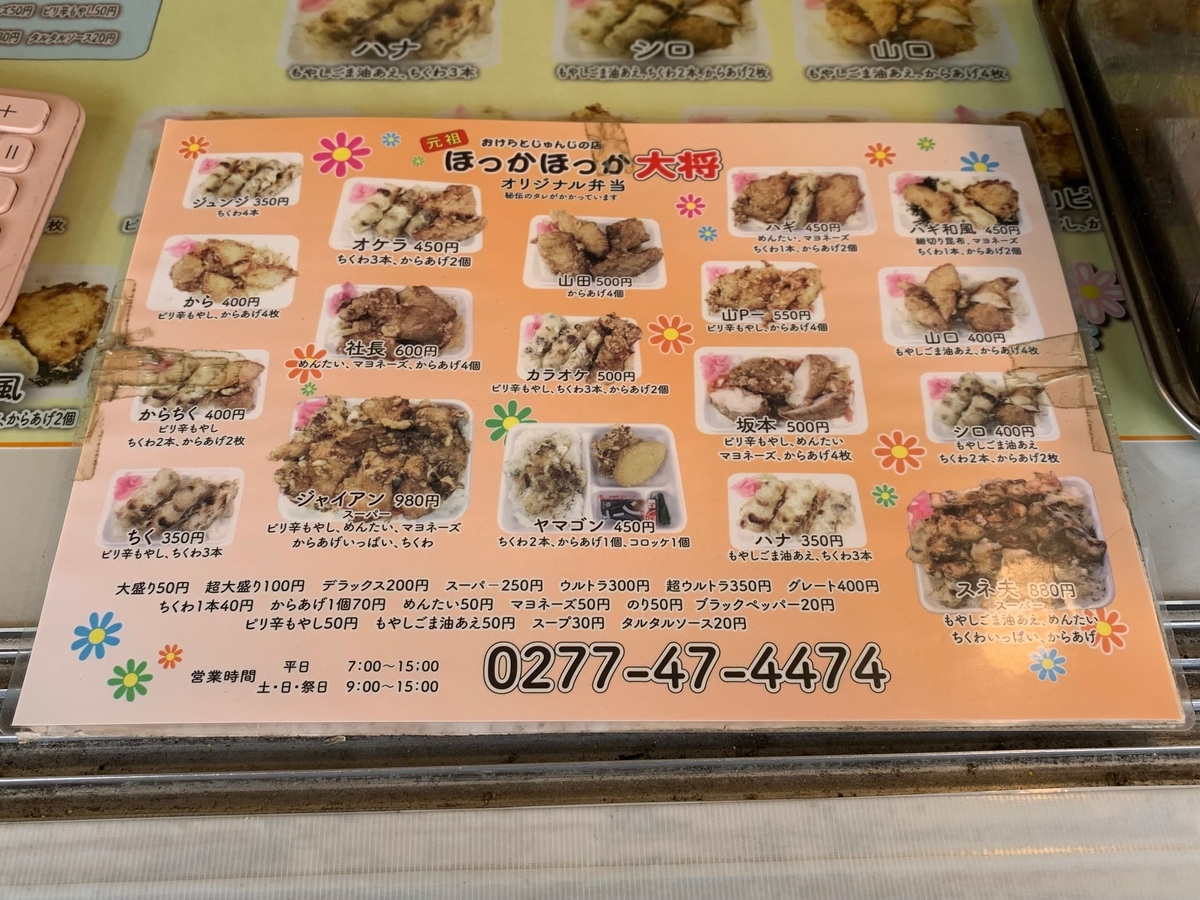 ズ50円 ピリ辛もやし50円
30円 タルタルソース20円
ハナ
もやしごま油あえ、ちくわ3本
シロ
もやしごま油あえ、ちくわ2本、からあげ2枚
山口
もやしごま油あえ、からあげ4枚
風
、からあげ2個
元祖
おけらとじゅんじの店
ほっかほっか大将
オリジナル弁当
秘伝のタレがかかっています
ジュンジ 350円
ちくわ4本
オケラ 450円
ちくわ3本、からあげ2個
山田 500円
からあげ4個
ハギ 450円
めんたい、マヨネーズ
ちくわ1本、からあげ2個
ハギ和風 450円
細切り昆布、マヨネーズ
ちくわ1本、からあげ2個
から 400円
ピリ辛もやし、からあげ4枚
社長 600円
めんたい、マヨネーズ、からあげ4個
カラオケ 500円
ピリ辛もやし、ちくわ3本、からあげ2個
山Pー 550円
ピリ辛もやし、からあげ4個
山口 400円
もやしごま油あえ、からあげ4枚
からちく 400円
ピリ辛もやし
ちくわ2本、からあげ2枚
坂本 500円
ピリ辛もやし、めんたい
マヨネーズ、からあげ4枚
シロ 400円
もやしごま油あえ
ちくわ2本、からあげ2枚
ちく 350円
ピリ辛もやし、ちくわ3本
ジャイアン 980円
スーパー
ピリ辛もやし、めんたい、マヨネーズ
からあげいっぱい、ちくわ
ヤマゴン 450円
ちくわ2本、からあげ1個、コロッケ1個
ハナ 350円
もやしごま油あえ、ちくわ3本
スネ夫 880円
スーパー
もやしごま油あえ、めんたい
ちくわいっぱい、からあげ
大盛り50円 超大盛り100円 デラックス200円 スーパー250円 ウルトラ300円 超ウルトラ350円 グレート400円
ちくわ1本40円 からあげ1個70円 めんたい50円 マヨネーズ50円 のり50円 ブラックペッパー20円
ピリ辛もやし50円 もやしごま油あえ50円 スープ30円 タルタルソース20円
営業時間 平日 7:00〜15:00
土・日・祭日 9:00〜15:00
0277-47-4474